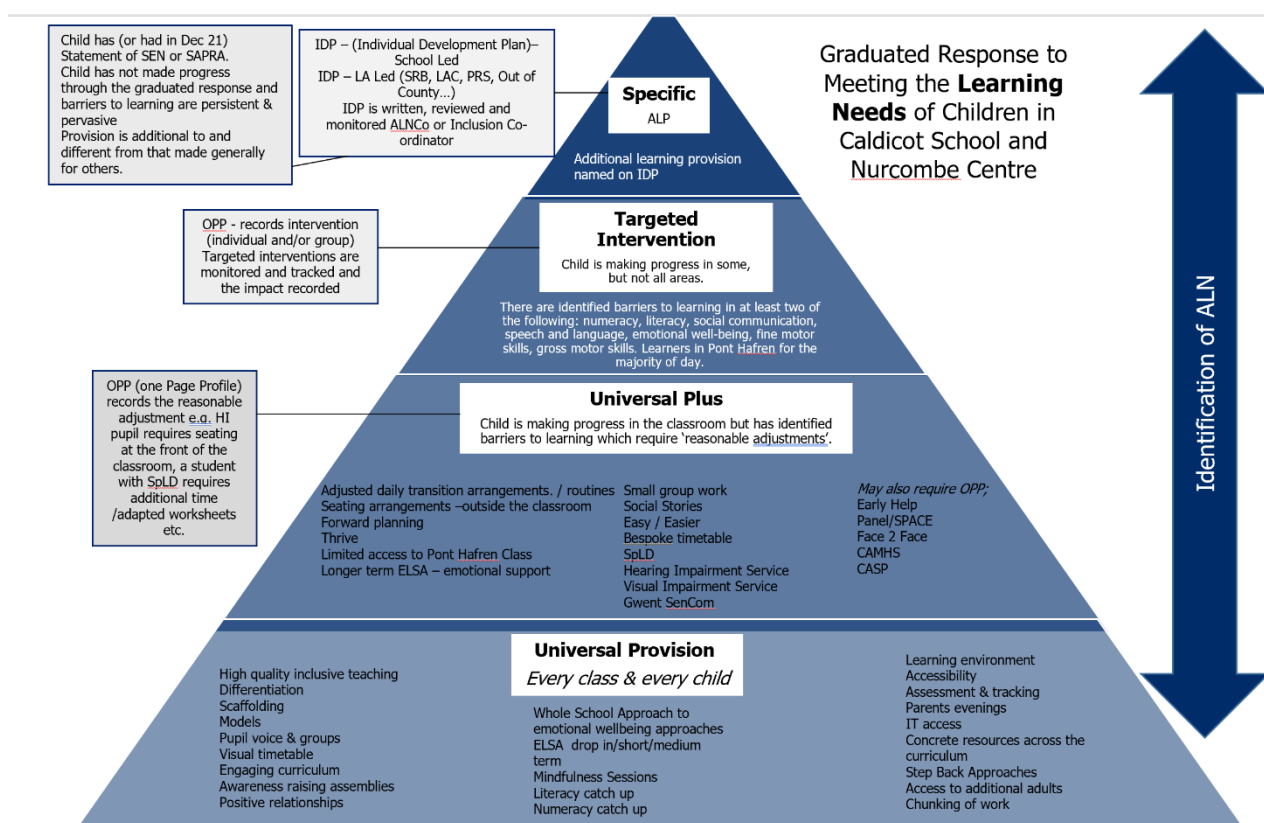 Graduated Response to
Meeting the Learning
Needs of Children in
Caldicot School and
Nurcombe Centre
Child has (or had in Dec 21)
Statement of SEN or SAPRA.
Child has not made progress
through the graduated response and
barriers to learning are persistent &
pervasive
Provision is additional to and
different from that made generally
for others.
IDP – (Individual Development Plan)–
School Led
IDP – LA Led (SRB, LAC, PRS, Out of
County...)
IDP is written, reviewed and
monitored ALNCo or Inclusion Co-
ordinator
Specific
ALP
Additional learning provision
named on IDP
OPP - records intervention
(individual and/or group)
Targeted interventions are
monitored and tracked and
the impact recorded
Targeted
Intervention
Child is making progress in some,
but not all areas.
There are identified barriers to learning in at least two of
the following: numeracy, literacy, social communication,
speech and language, emotional well-being, fine motor
skills, gross motor skills. Learners in Pont Hafren for the
majority of day.
OPP (one Page Profile)
records the reasonable
adjustment e.g. HI
pupil requires seating
at the front of the
classroom, a student
with SpLD requires
additional time
/adapted worksheets
etc.
Universal Plus
Child is making progress in the classroom but has identified
barriers to learning which require ‘reasonable adjustments’.
Adjusted daily transition arrangements. / routines
Seating arrangements –outside the classroom
Forward planning
Thrive
Limited access to Pont Hafren Class
Longer term ELSA – emotional support
Small group work
Social Stories
Easy / Easier
Bespoke timetable
SpLD
Hearing Impairment Service
Visual Impairment Service
Gwent SenCom
May also require OPP;
Early Help
Panel/SPACE
Face 2 Face
CAMHS
CASP
Universal Provision
Every class & every child
High quality inclusive teaching
Differentiation
Scaffolding
Models
Pupil voice & groups
Visual timetable
Engaging curriculum
Awareness raising assemblies
Positive relationships
Whole School Approach to
emotional wellbeing approaches
ELSA drop in/short/medium
term
Mindfulness Sessions
Literacy catch up
Numeracy catch up
Learning environment
Accessibility
Assessment & tracking
Parents evenings
IT access
Concrete resources across the
curriculum
Step Back Approaches
Access to additional adults
Chunking of work
Identification of ALN